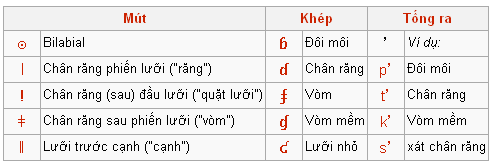 Mút Khép Tống ra
ʘ Bilabial ɓ Đôi môi ʼ Ví dụ:
ǀ Chân răng phiến lưỡi ("răng") ɗ Chân răng pʼ Đôi môi
ǃ Chân răng (sau) đầu lưỡi ("quặt lưỡi") ʄ Vòm tʼ Chân răng
ǂ Chân răng sau phiến lưỡi ("vòm") ɠ Vòm mềm kʼ Vòm mềm
ǁ Lưỡi trước cạnh ("cạnh") ʛ Lưỡi nhỏ sʼ xát chân răng